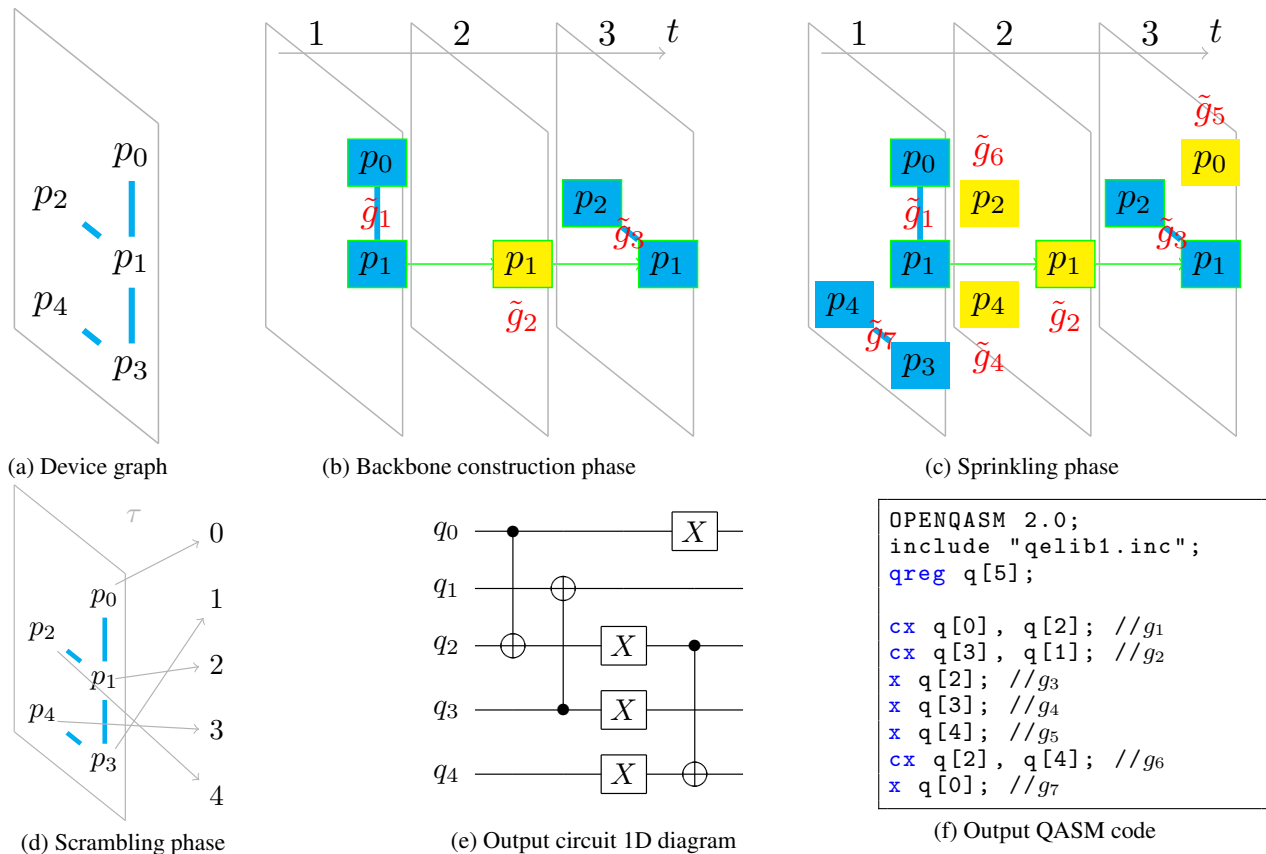 p₀
p₂
p₁
p₄
p₃
(a) Device graph
1 2 3 t
p₀
g̃₁
p₁
p₁
g̃₂
p₂
g̃₃
p₁
(b) Backbone construction phase
1 2 3 t
p₀
g̃₁
p₁
p₄
g̃₇
p₃
g̃₆
p₂
p₄
g̃₄
p₁
g̃₂
g̃₅
p₀
p₂
g̃₃
p₁
(c) Sprinkling phase
τ
p₀
p₂
p₁
p₄
p₃
0
1
2
3
4
(d) Scrambling phase
q₀ X
q₁
q₂ X
q₃ X
q₄ X
(e) Output circuit 1D diagram
OPENQASM 2.0;
include "qelib1.inc";
qreg q[5];
cx q[0], q[2]; //g₁
cx q[3], q[1]; //g₂
x q[2]; //g₃
x q[3]; //g₄
x q[4]; //g₅
cx q[2], q[4]; //g₆
x q[0]; //g₇
(f) Output QASM code